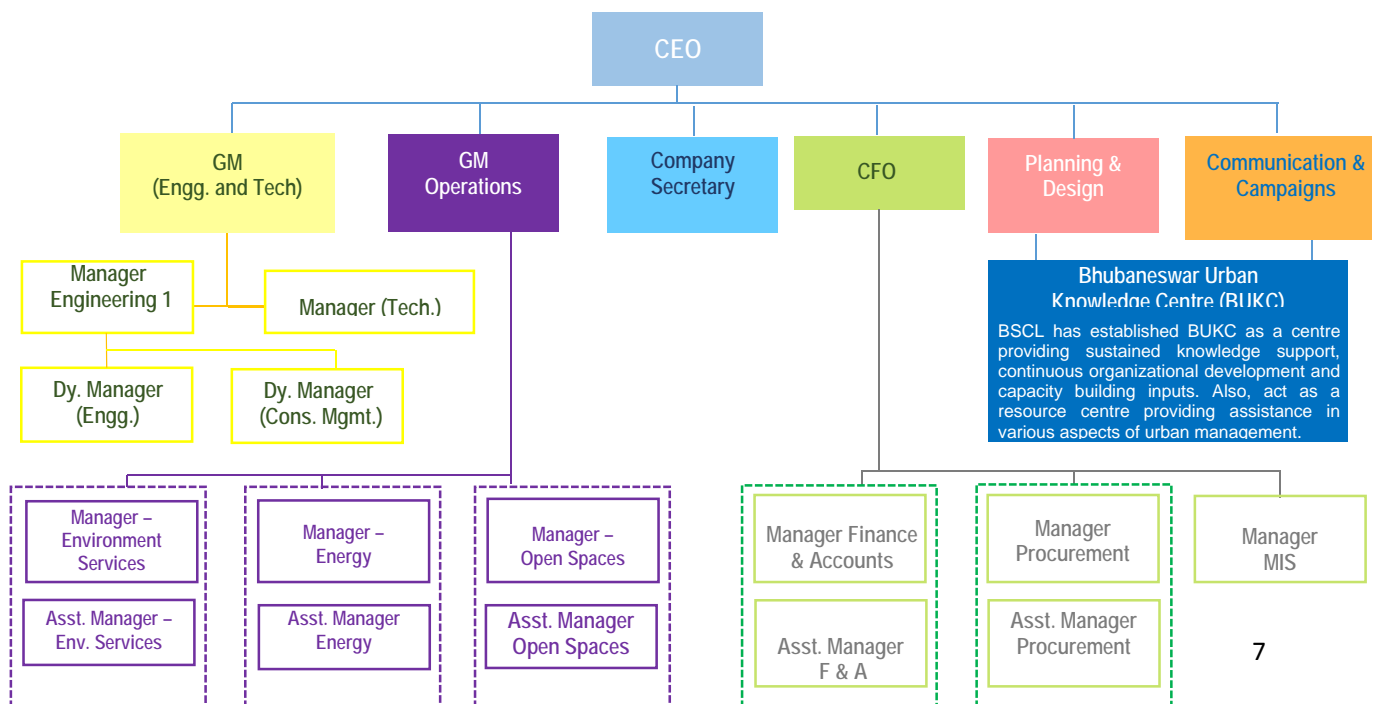 CEO
GM
(Engg. and Tech)
GM
Operations
Company
Secretary
CFO
Planning &
Design
Communication &
Campaigns
Manager
Engineering 1
Manager (Tech.)
Dy. Manager
(Engg.)
Dy. Manager
(Cons. Mgmt.)
Bhubaneswar Urban
Knowledge Centre (BUKC)
BSCL has established BUKC as a centre
providing sustained knowledge support,
continuous organizational development and
capacity building inputs. Also, act as a
resource centre providing assistance in
various aspects of urban management.
Manager –
Environment
Services
Manager –
Energy
Manager –
Open Spaces
Manager Finance
& Accounts
Manager
Procurement
Manager
MIS
Asst. Manager –
Env. Services
Asst. Manager
Energy
Asst. Manager
Open Spaces
Asst. Manager
F & A
Asst. Manager
Procurement
7